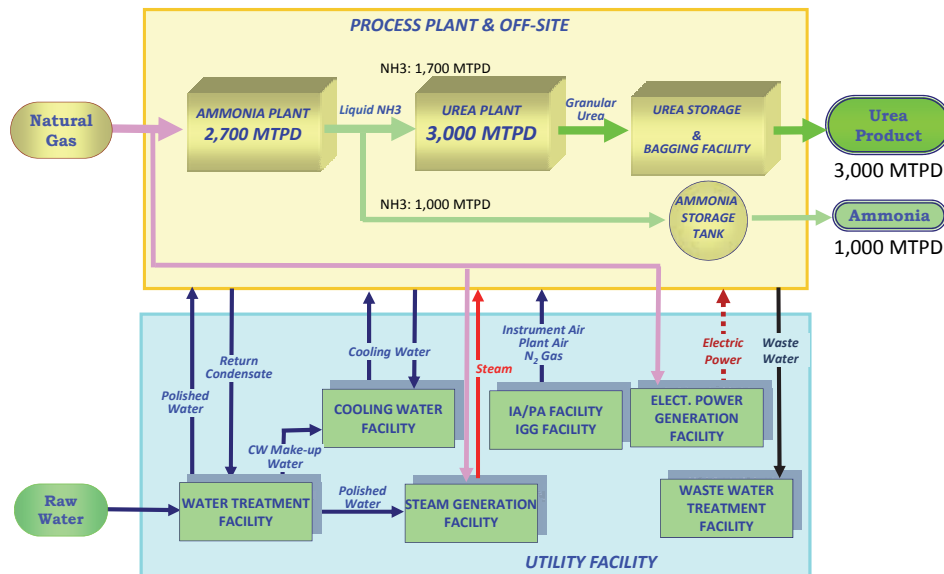 PROCESS PLANT & OFF-SITE
NH3: 1,700 MTPD
Natural
Gas
AMMONIA PLANT
2,700 MTPD
Liquid NH3
UREA PLANT
3,000 MTPD
Granular
Urea
UREA STORAGE
&
BAGGING FACILITY
Urea
Product
3,000 MTPD
NH3: 1,000 MTPD
AMMONIA
STORAGE
TANK
Ammonia
1,000 MTPD
Polished
Water
Return
Condensate
Cooling Water
Steam
Instrument Air
Plant Air
N2 Gas
Electric
Power
Waste
Water
COOLING WATER
FACILITY
IA/PA FACILITY
IGG FACILITY
ELECT. POWER
GENERATION
FACILITY
CW Make-up
Water
Raw
Water
WATER TREATMENT
FACILITY
Polished
Water
STEAM GENERATION
FACILITY
WASTE WATER
TREATMENT
FACILITY
UTILITY FACILITY